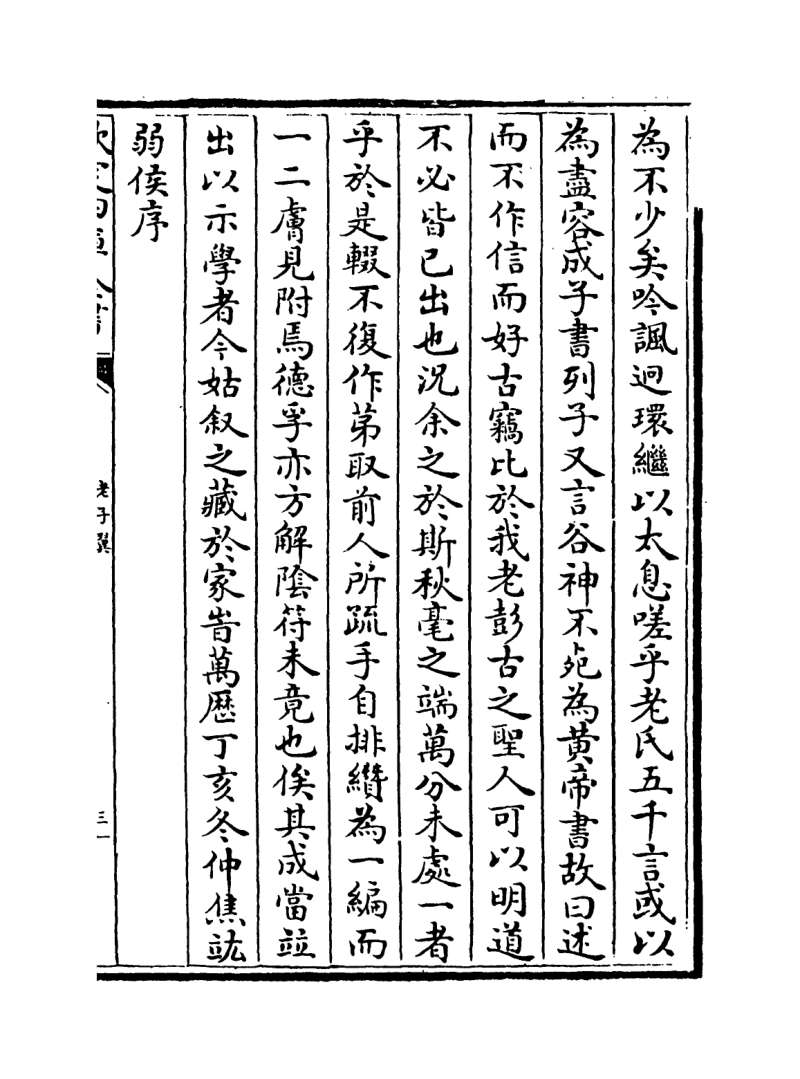 為不少矣吟諷迥環繼以太息嗟乎老氏五千言或以
為盡容成子書列子又言谷神不死為黄帝書故曰述
而不作信而好古竊比於我老彭古之聖人可以明道
不必皆已出也況余之於斯秋毫之端萬分未處一者
乎於是輟不復作苐取前人所疏手自排纘為一編而
一二膚見附焉德孚亦方解隂符未竟也俟其成當竝
出以示學者今姑叙之藏於家旹萬厯丁亥冬仲焦竑
弱侯序
老子翼
三